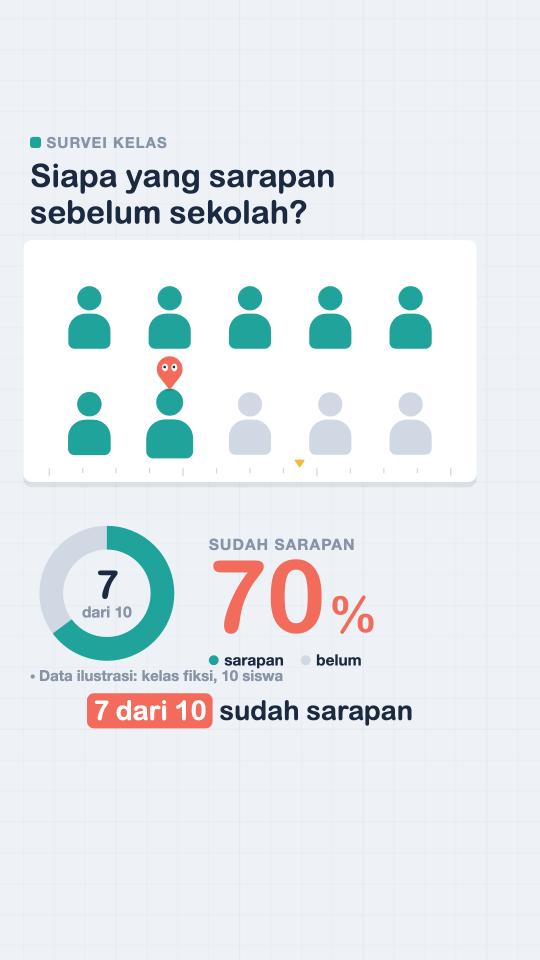 SURVEI KELAS
Siapa yang sarapan
sebelum sekolah?
7
dari 10
SUDAH SARAPAN
70%
sarapan
belum
• Data ilustrasi: kelas fiksi, 10 siswa
7 dari 10 sudah sarapan